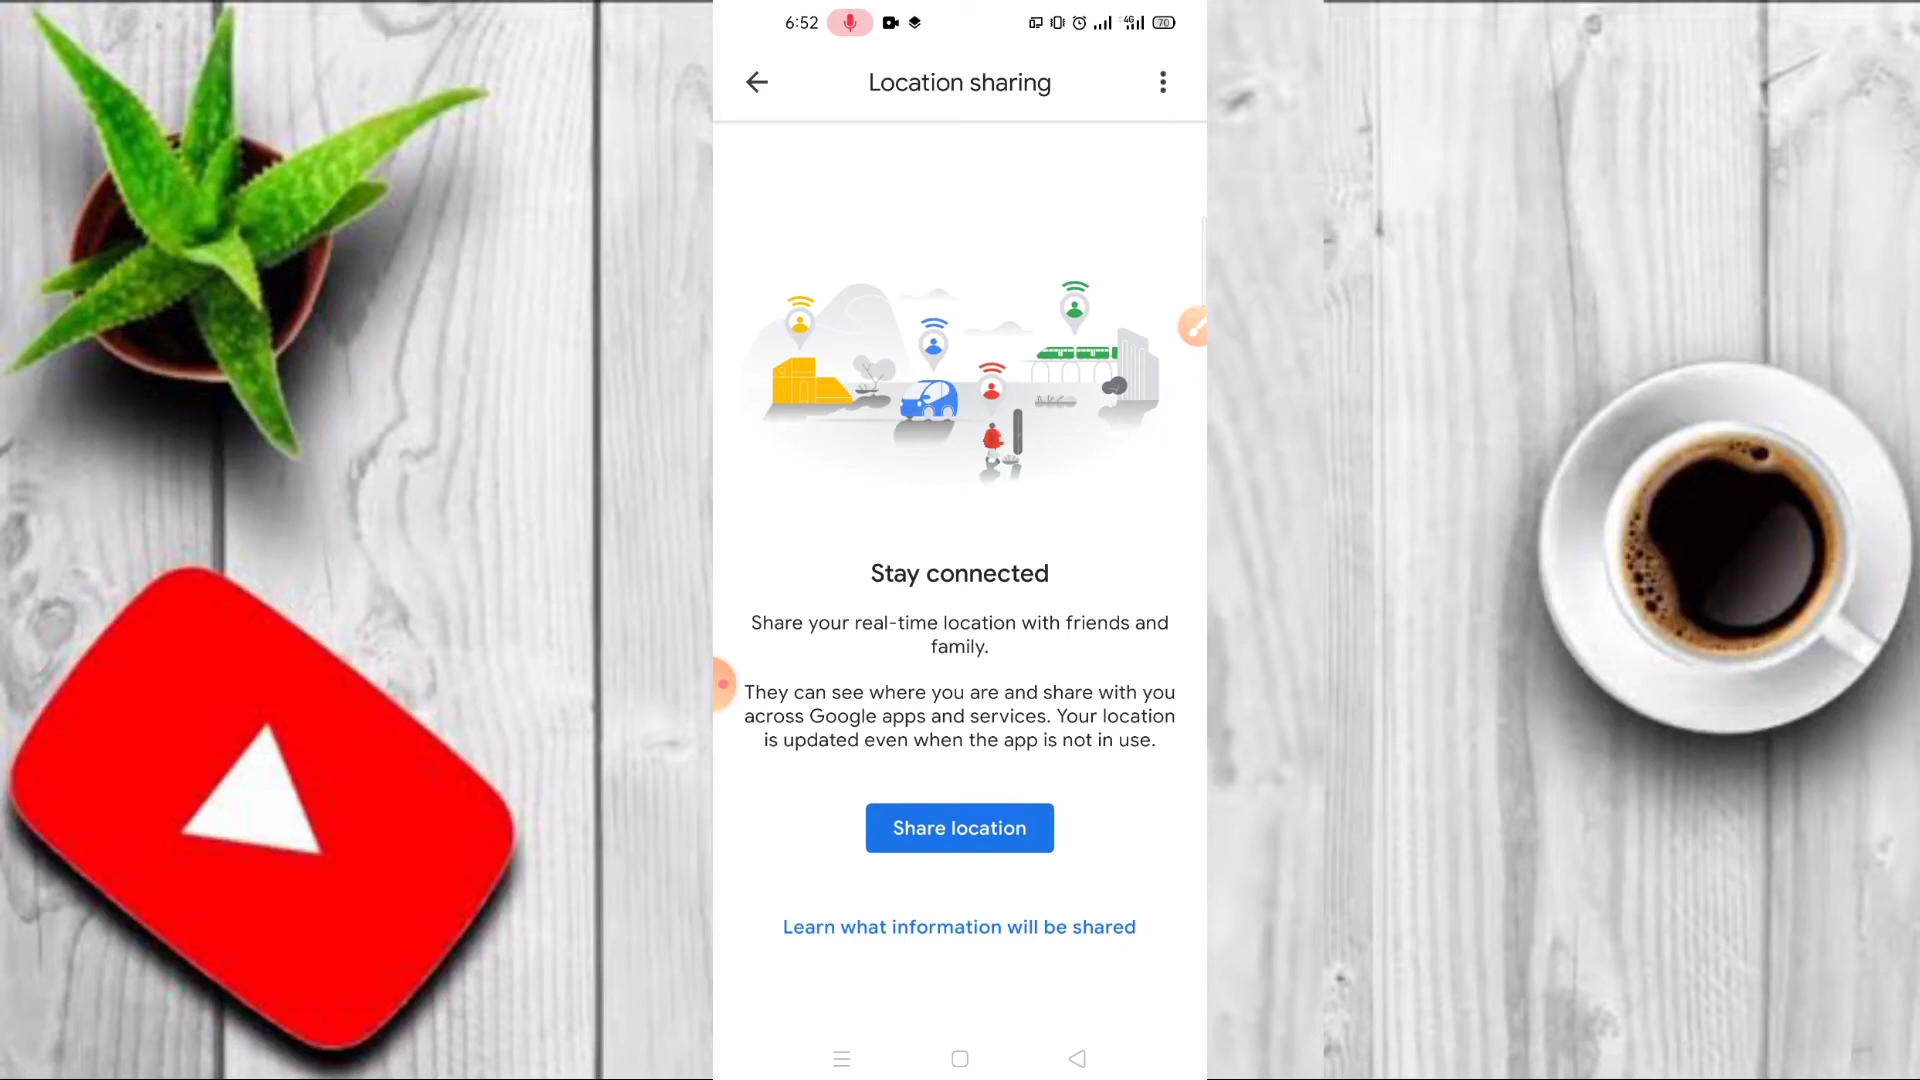 6:52
4G
70
Location sharing
Stay connected
Share your real-time location with friends and
family.
They can see where you are and share with you
across Google apps and services. Your location
is updated even when the app is not in use.
Share location
Learn what information will be shared